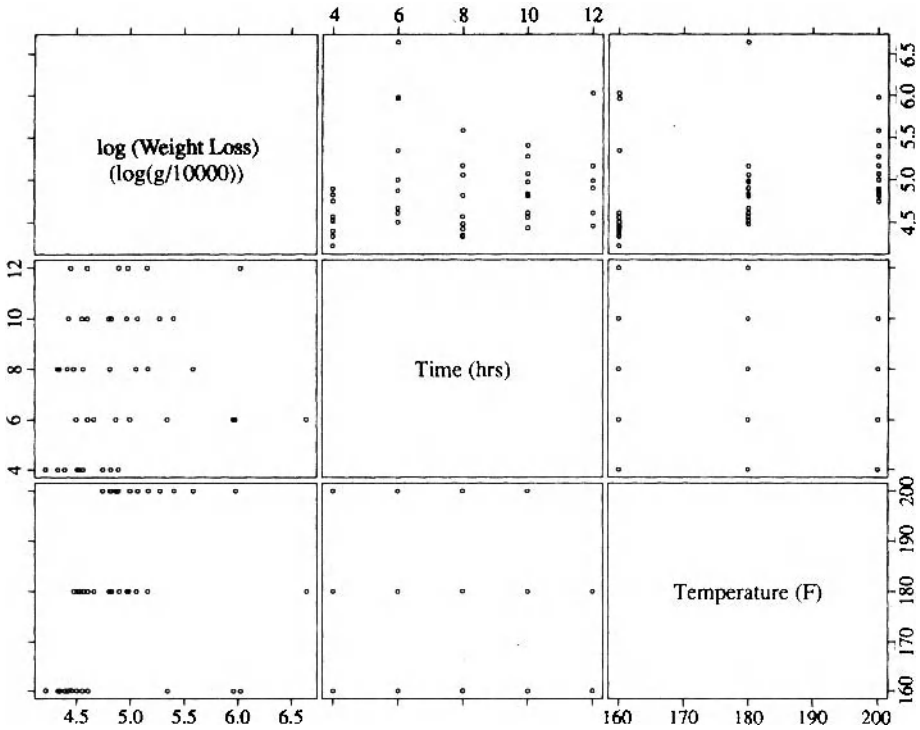 4 6 8 10 12
log (Weight Loss)
(log(g/10000))
4.5 5.0 5.5 6.0 6.5
4 6 8 10 12
Time (hrs)
Temperature (F)
160 170 180 190 200
4.5 5.0 5.5 6.0 6.5
160 170 180 190 200